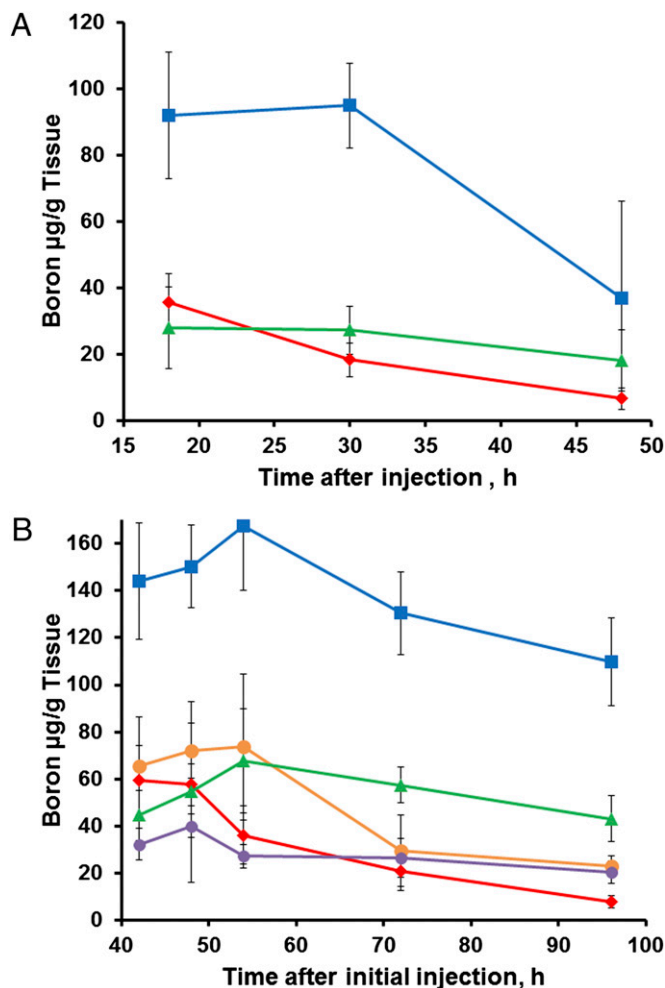 A
Boron µg/g Tissue
120
100
80
60
40
20
0
15 20 25 30 35 40 45 50
Time after injection , h
B
Boron µg/g Tissue
160
140
120
100
80
60
40
20
0
40 50 60 70 80 90 100
Time after initial injection, h